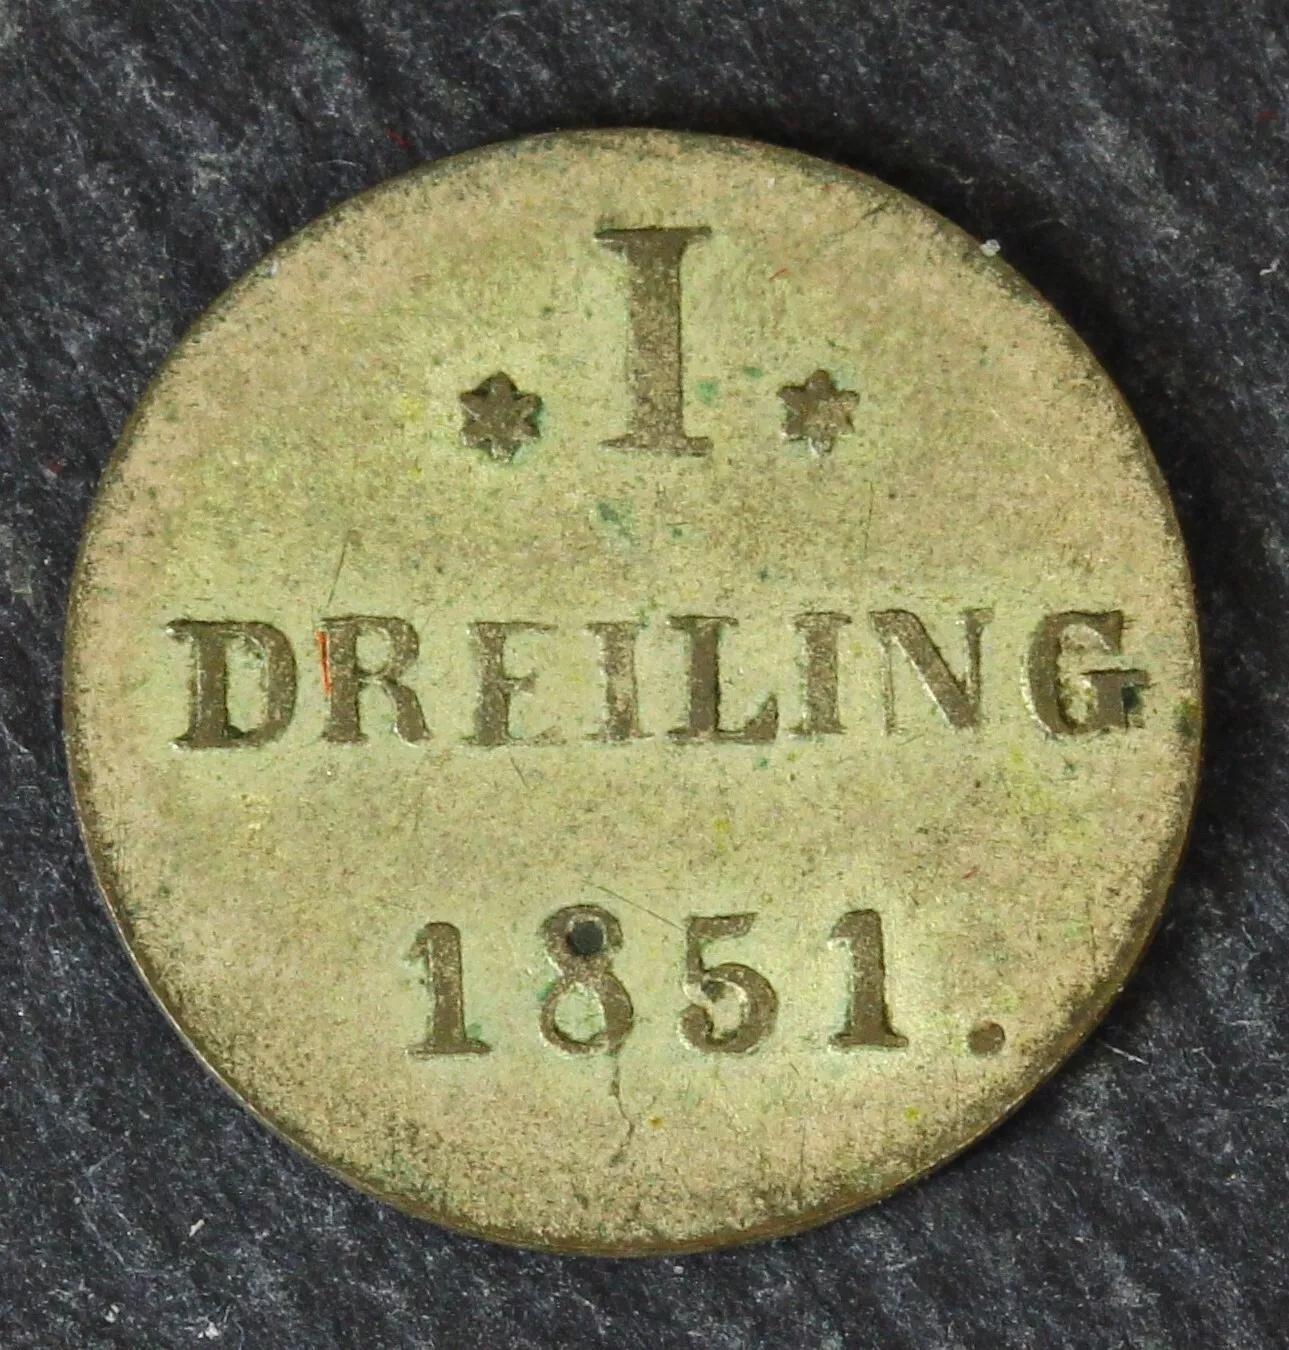 * I *
DREILING
1851.